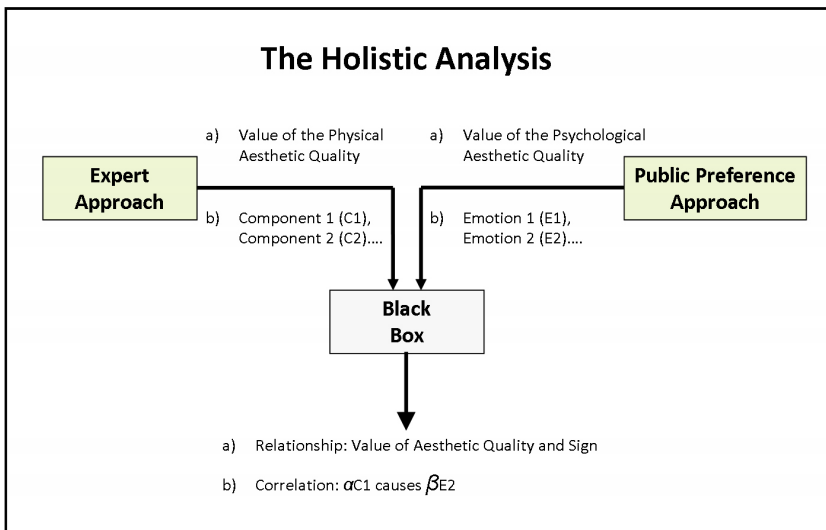 The Holistic Analysis
a) Value of the Physical
Aesthetic Quality
a) Value of the Psychological
Aesthetic Quality
Expert
Approach
Public Preference
Approach
b) Component 1 (C1),
Component 2 (C2)....
b) Emotion 1 (E1),
Emotion 2 (E2)....
Black
Box
a) Relationship: Value of Aesthetic Quality and Sign
b) Correlation: αC1 causes βE2